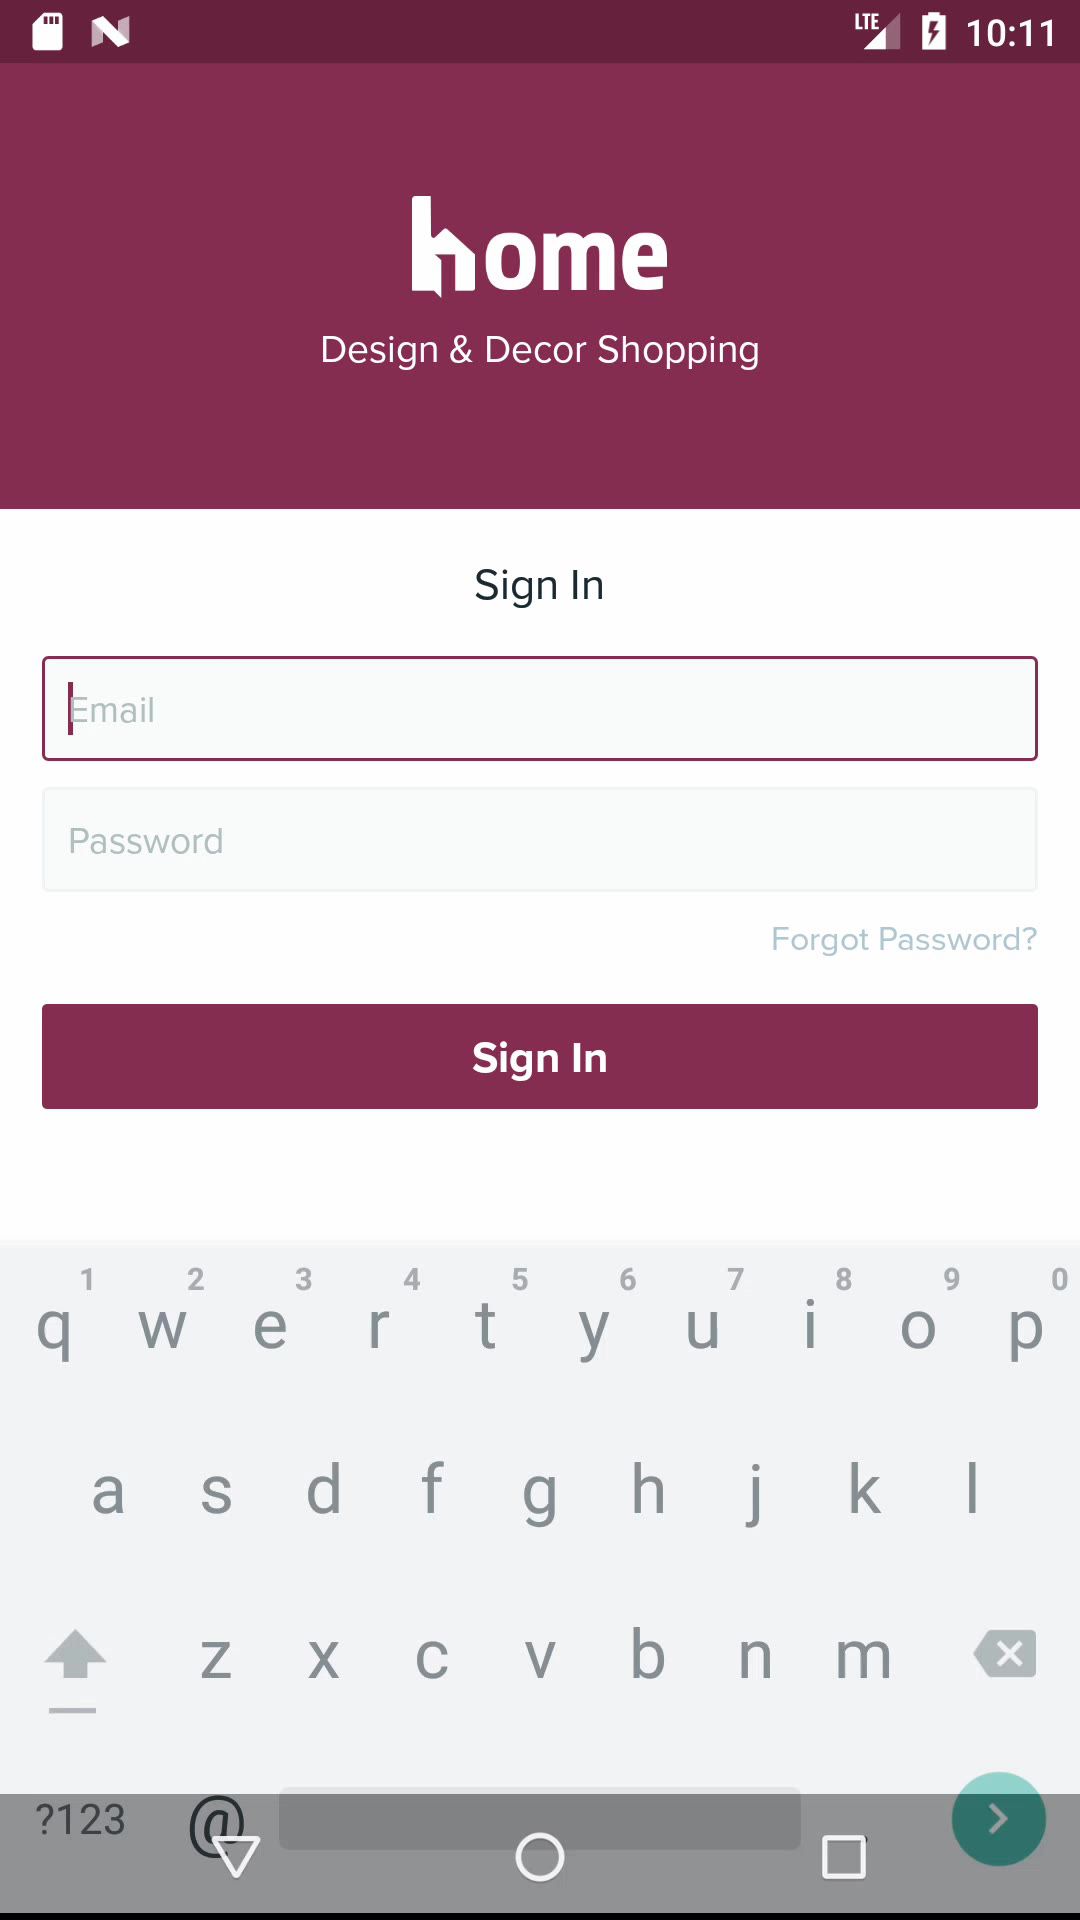 LTE 10:11
home
Design & Decor Shopping
Sign In
Email
Password
Forgot Password?
Sign In
1 2 3 4 5 6 7 8 9 0
q w e r t y u i o p
a s d f g h j k l
z x c v b n m
?123 @